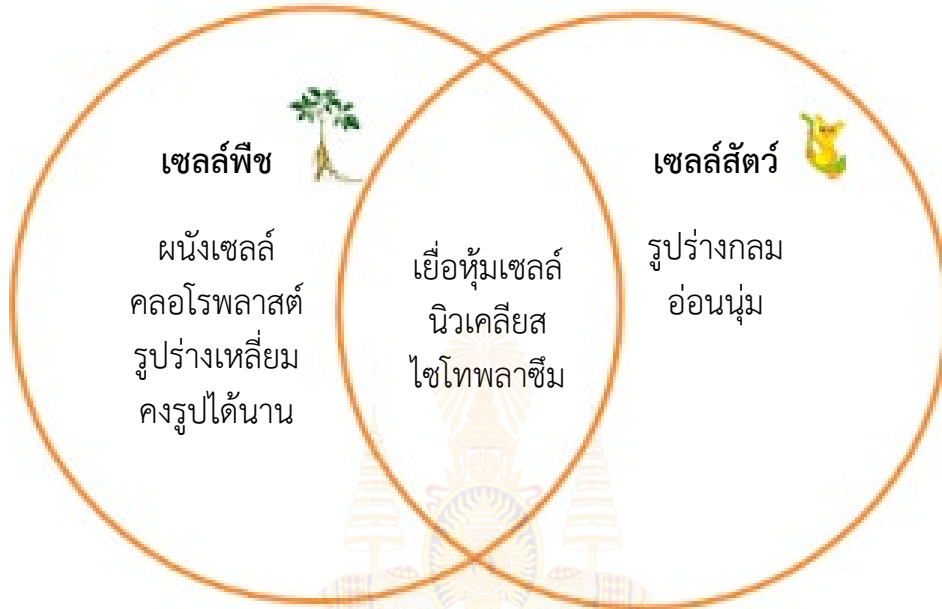 เซลล์พืช
ผนังเซลล์
คลอโรพลาสต์
รูปร่างเหลี่ยม
คงรูปได้นาน
เยื่อหุ้มเซลล์
นิวเคลียส
ไซโทพลาซึม
เซลล์สัตว์
รูปร่างกลม
อ่อนนุ่ม